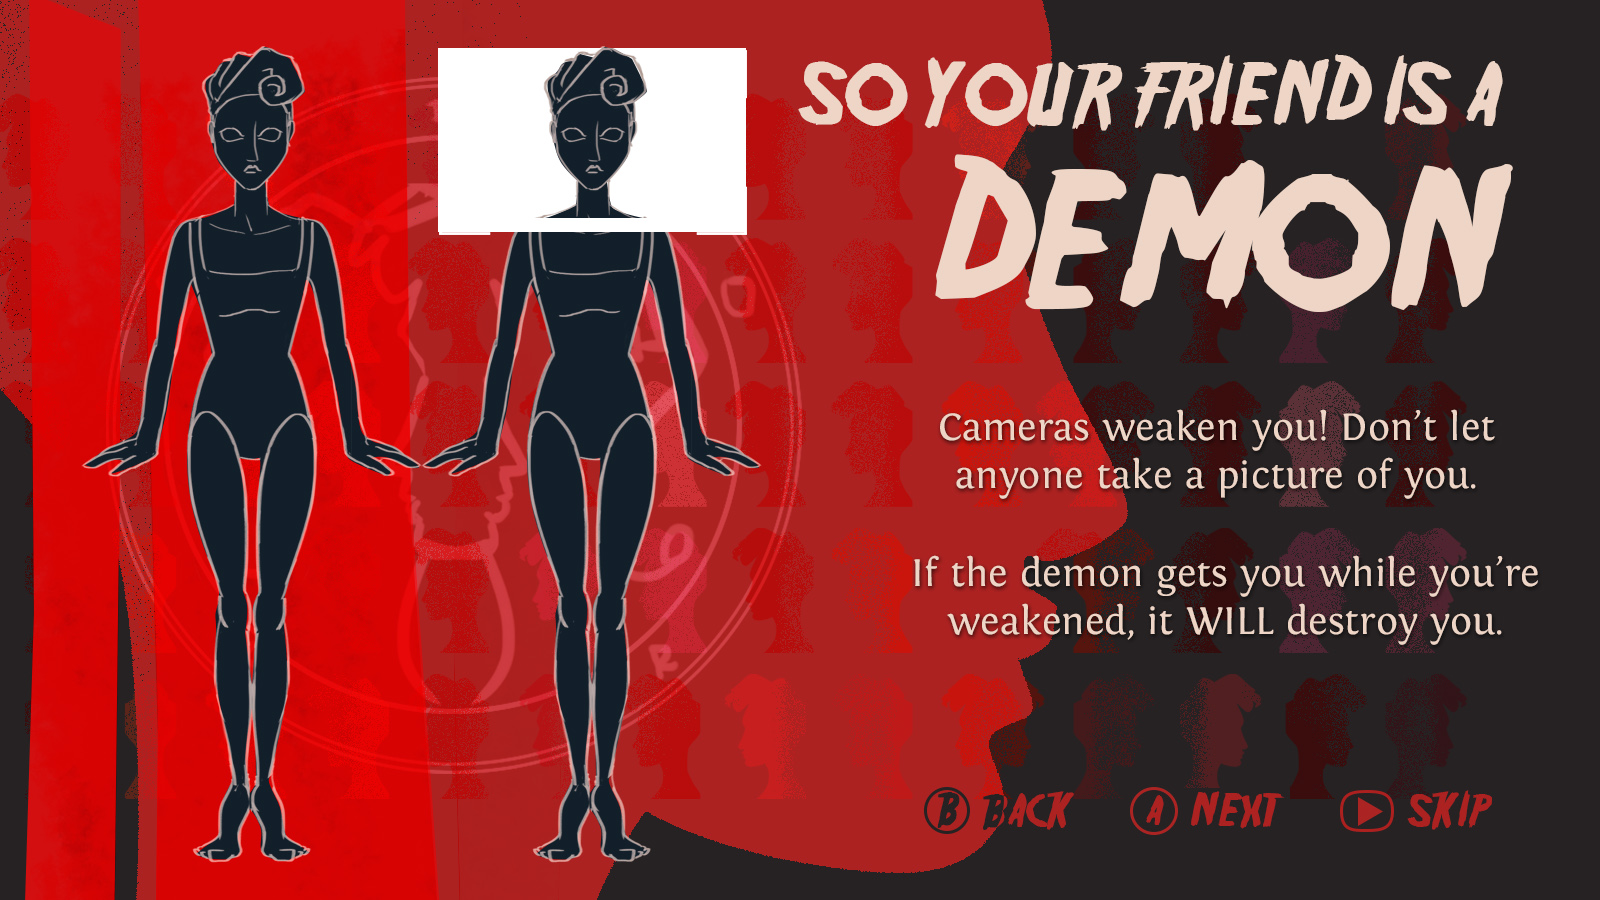 SO YOUR FRIEND IS A
DEMON
Cameras weaken you! Don't let
anyone take a picture of you.
If the demon gets you while you're
weakened, it WILL destroy you.
B BACK
A NEXT
SKIP